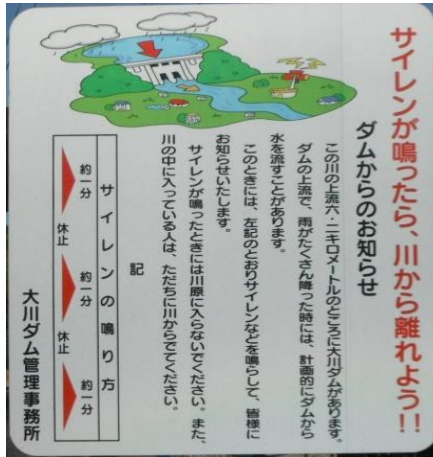 サイレンが鳴ったら、川から離れよう!!
ダムからのお知らせ
この川の上流六・二キロメートルのところに大川ダムがあります。
ダムの上流で、雨がたくさん降った時には、計画的にダムから
水を流すことがあります。
このときには、左記のとおりサイレンなどを鳴らして、皆様に
お知らせいたします。
サイレンが鳴ったときには川原に入らないでください。また、
川の中に入っている人は、ただちに川からでてください。
記
サイレンの鳴り方
約一分
休止
約一分
休止
約一分
大川ダム管理事務所